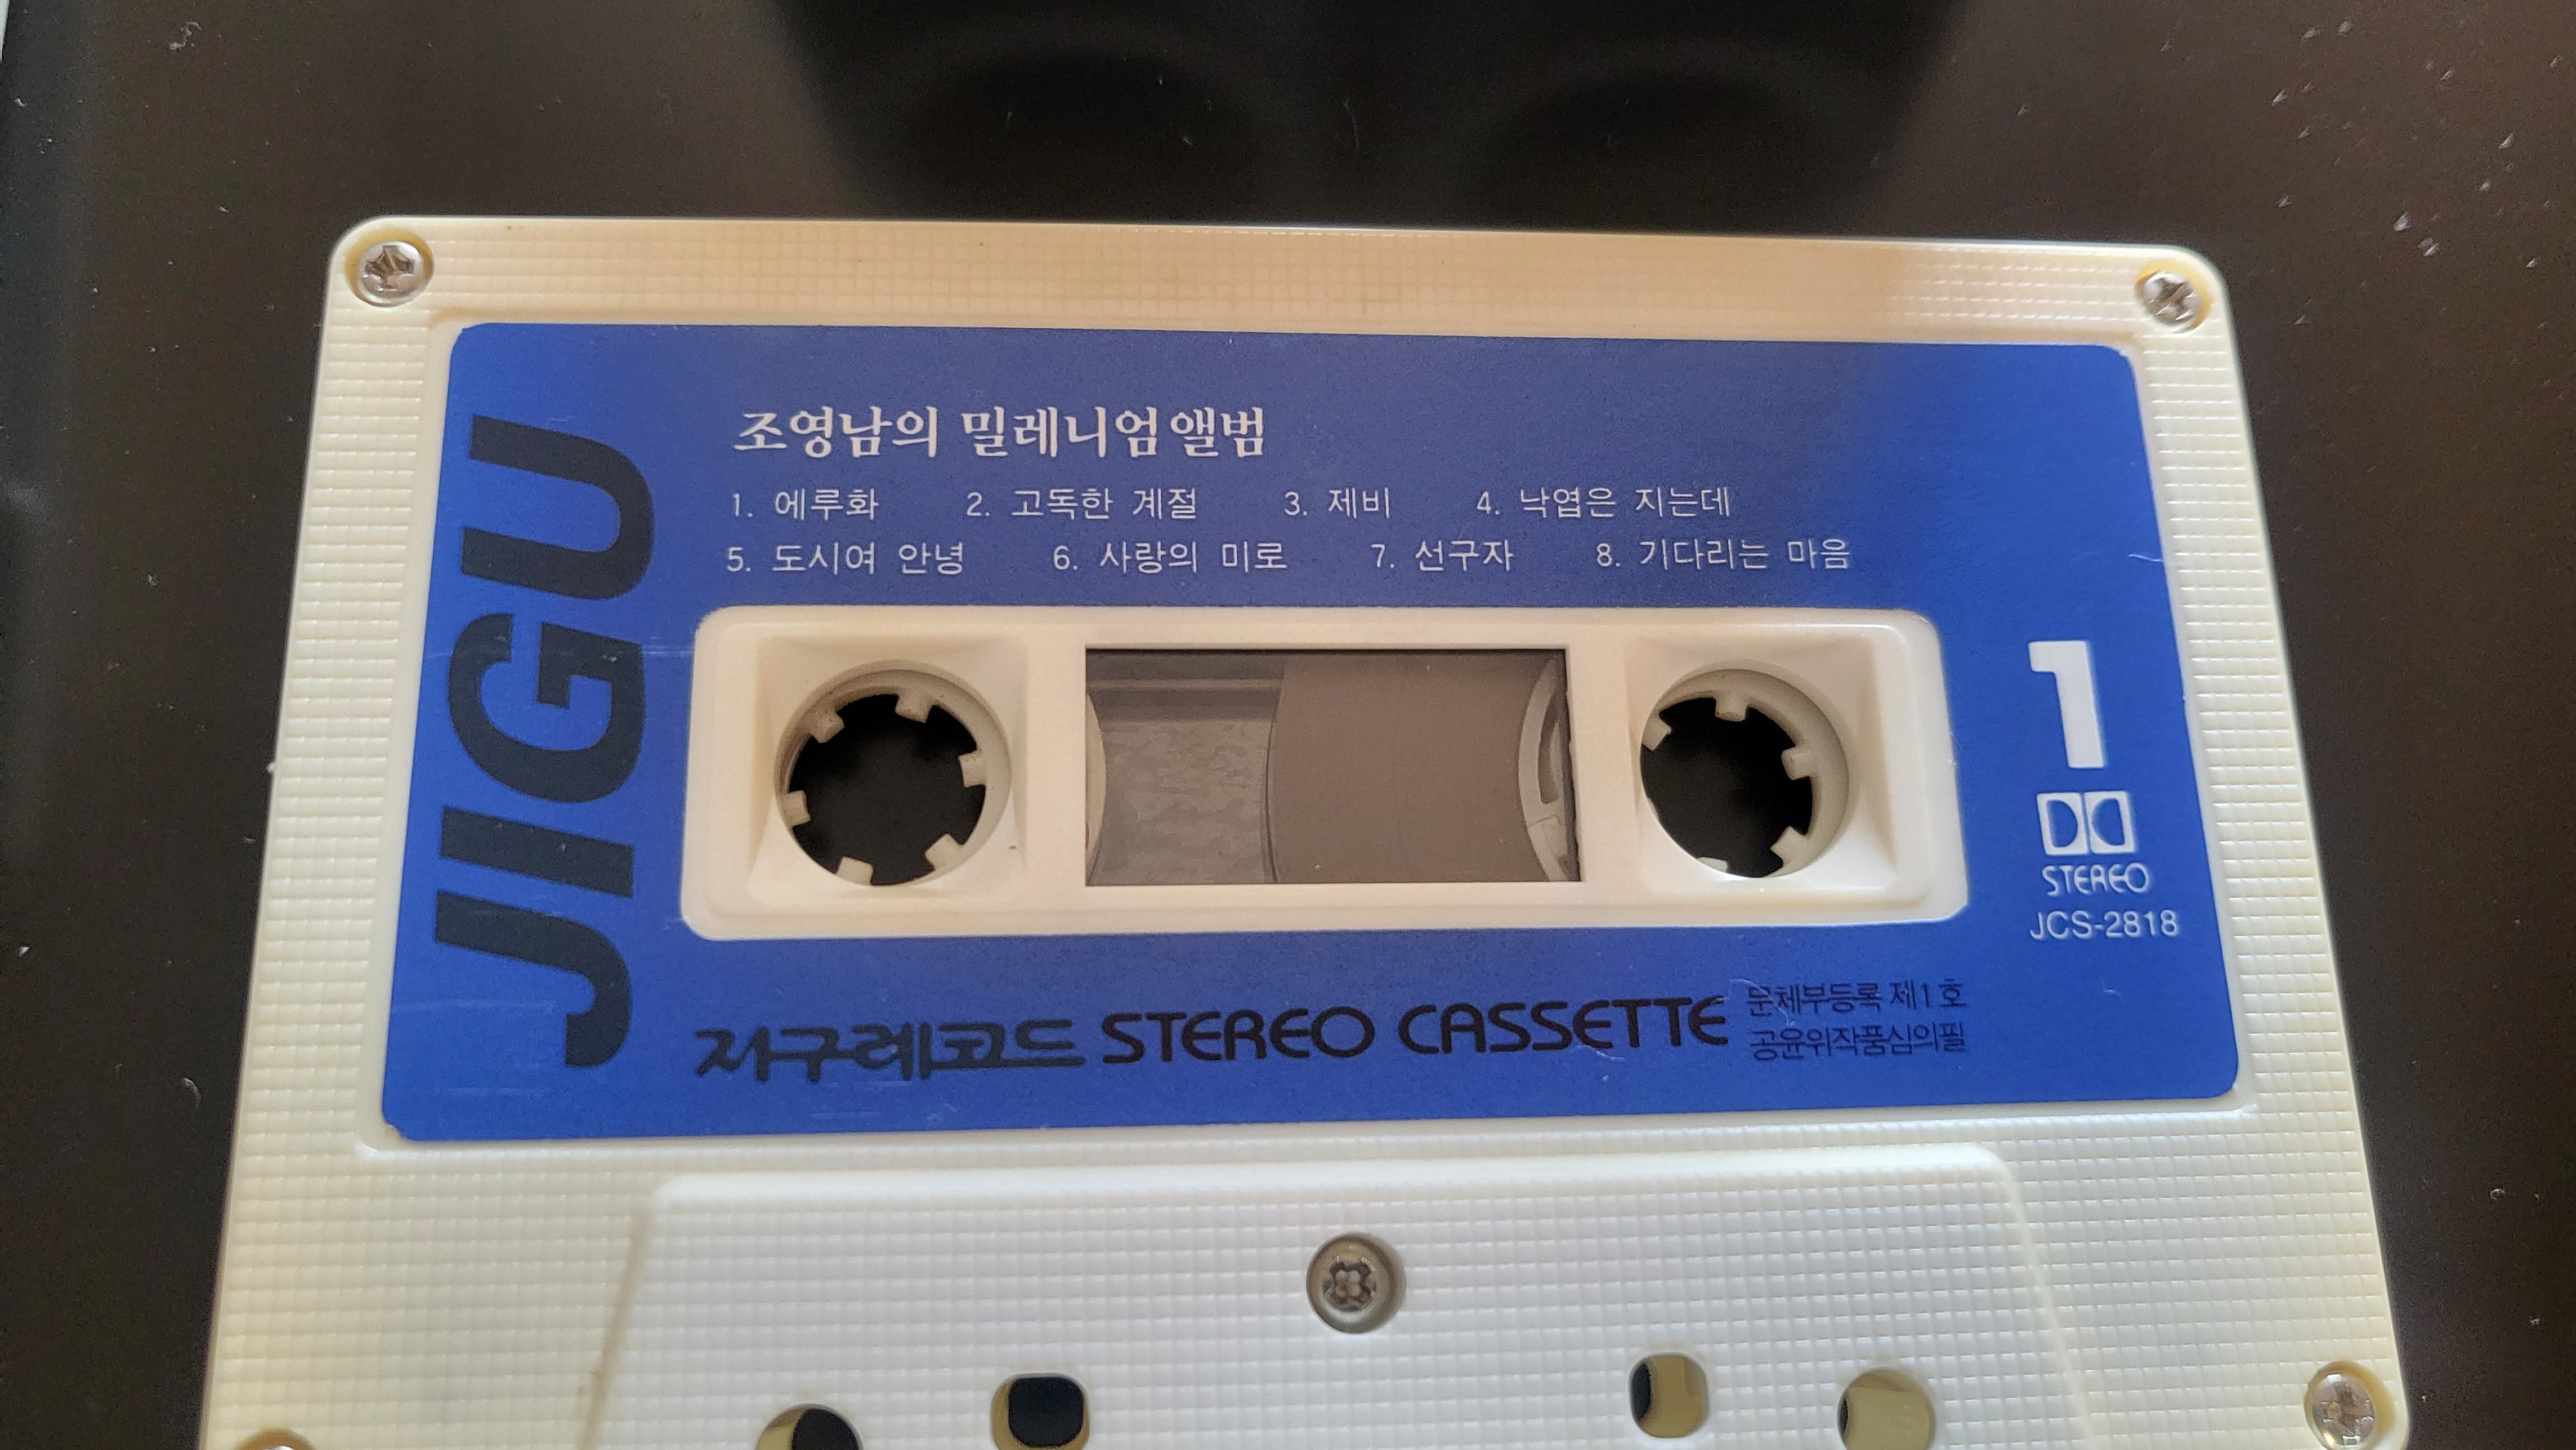 조영남의 밀레니엄 앨범
1. 에루화 2. 고독한 계절 3. 제비 4. 낙엽은 지는데
5. 도시여 안녕 6. 사랑의 미로 7. 선구자 8. 기다리는 마음
JIGU
1
STEREO
JCS-2818
지구레코드 STEREO CASSETTE
문체부등록 제1호
공윤위작품심의필